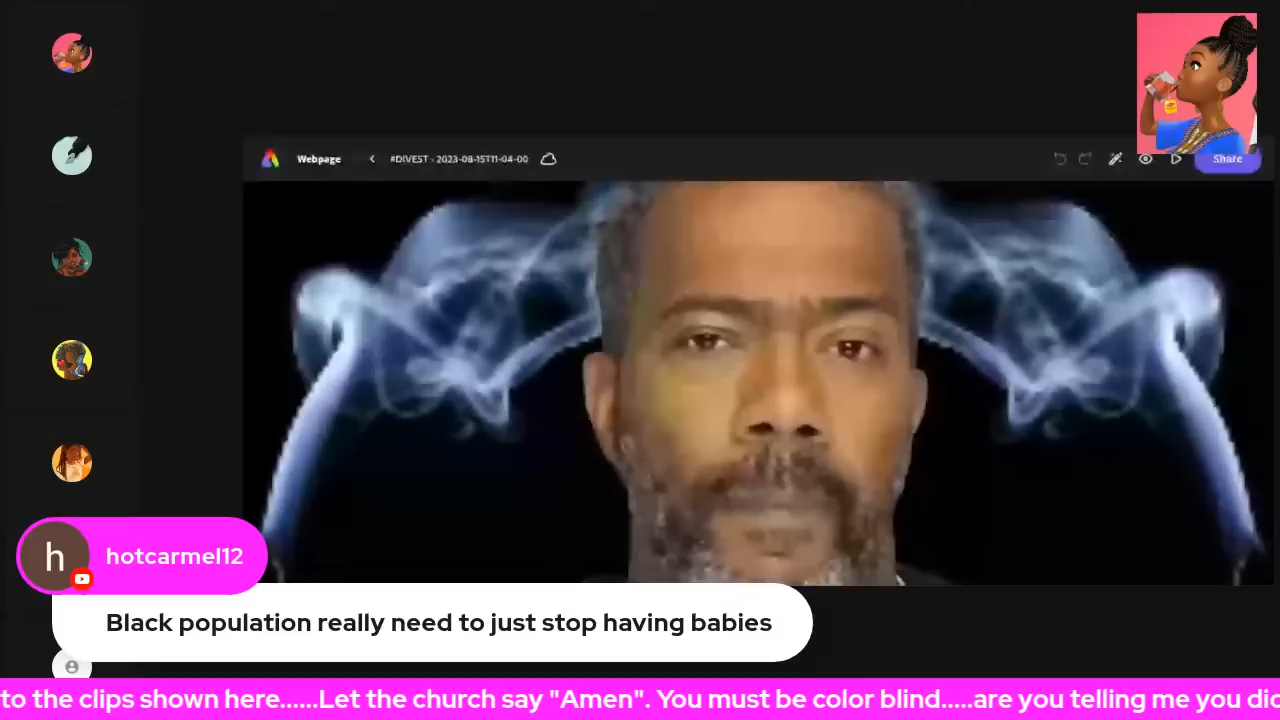 Webpage
#DIVEST - 2023-08-15T11-04-00
Share
h
hotcarmel12
Black population really need to just stop having babies
to the clips shown here......Let the church say "Amen". You must be color blind.....are you telling me you dic